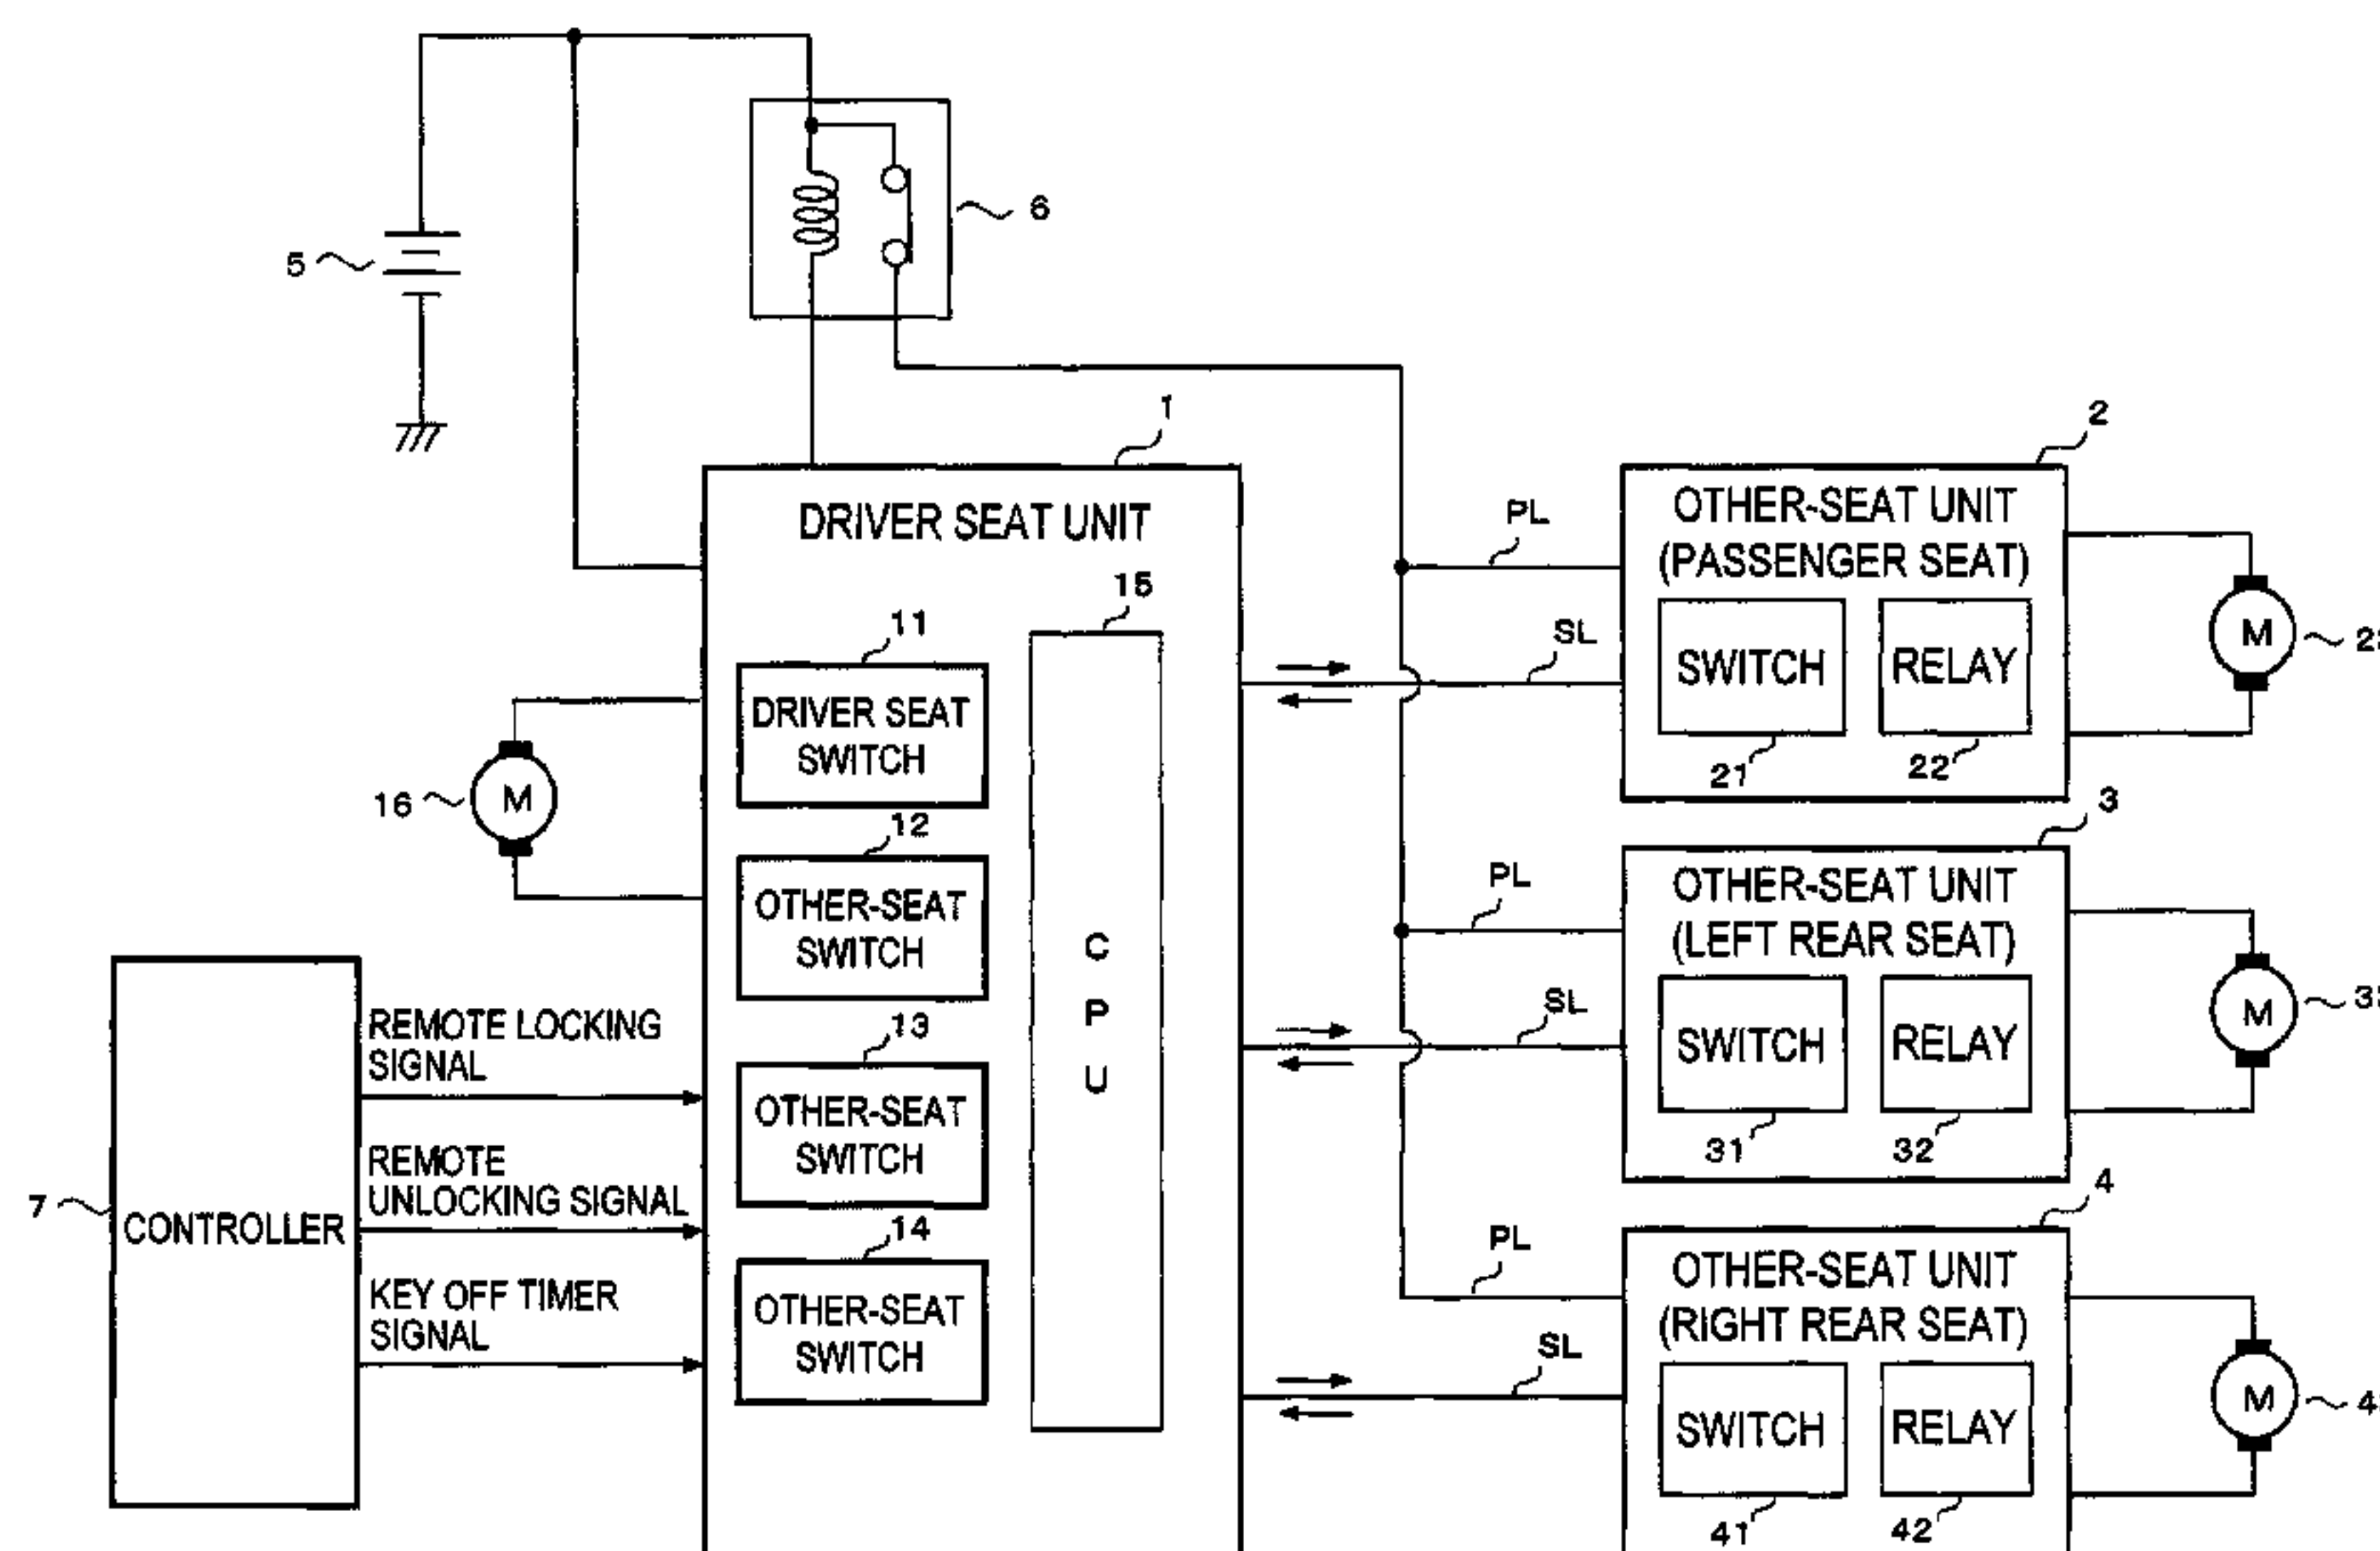 5
6
1
DRIVER SEAT UNIT
15
11
DRIVER SEAT
SWITCH
12
OTHER-SEAT
SWITCH
13
OTHER-SEAT
SWITCH
14
OTHER-SEAT
SWITCH
C
P
U
M
16
7
CONTROLLER
REMOTE LOCKING
SIGNAL
REMOTE
UNLOCKING SIGNAL
KEY OFF TIMER
SIGNAL
PL
SL
2
OTHER-SEAT UNIT
(PASSENGER SEAT)
SWITCH
RELAY
21
22
M
PL
SL
3
OTHER-SEAT UNIT
(LEFT REAR SEAT)
SWITCH
RELAY
31
32
M
PL
SL
4
OTHER-SEAT UNIT
(RIGHT REAR SEAT)
SWITCH
RELAY
41
42
M